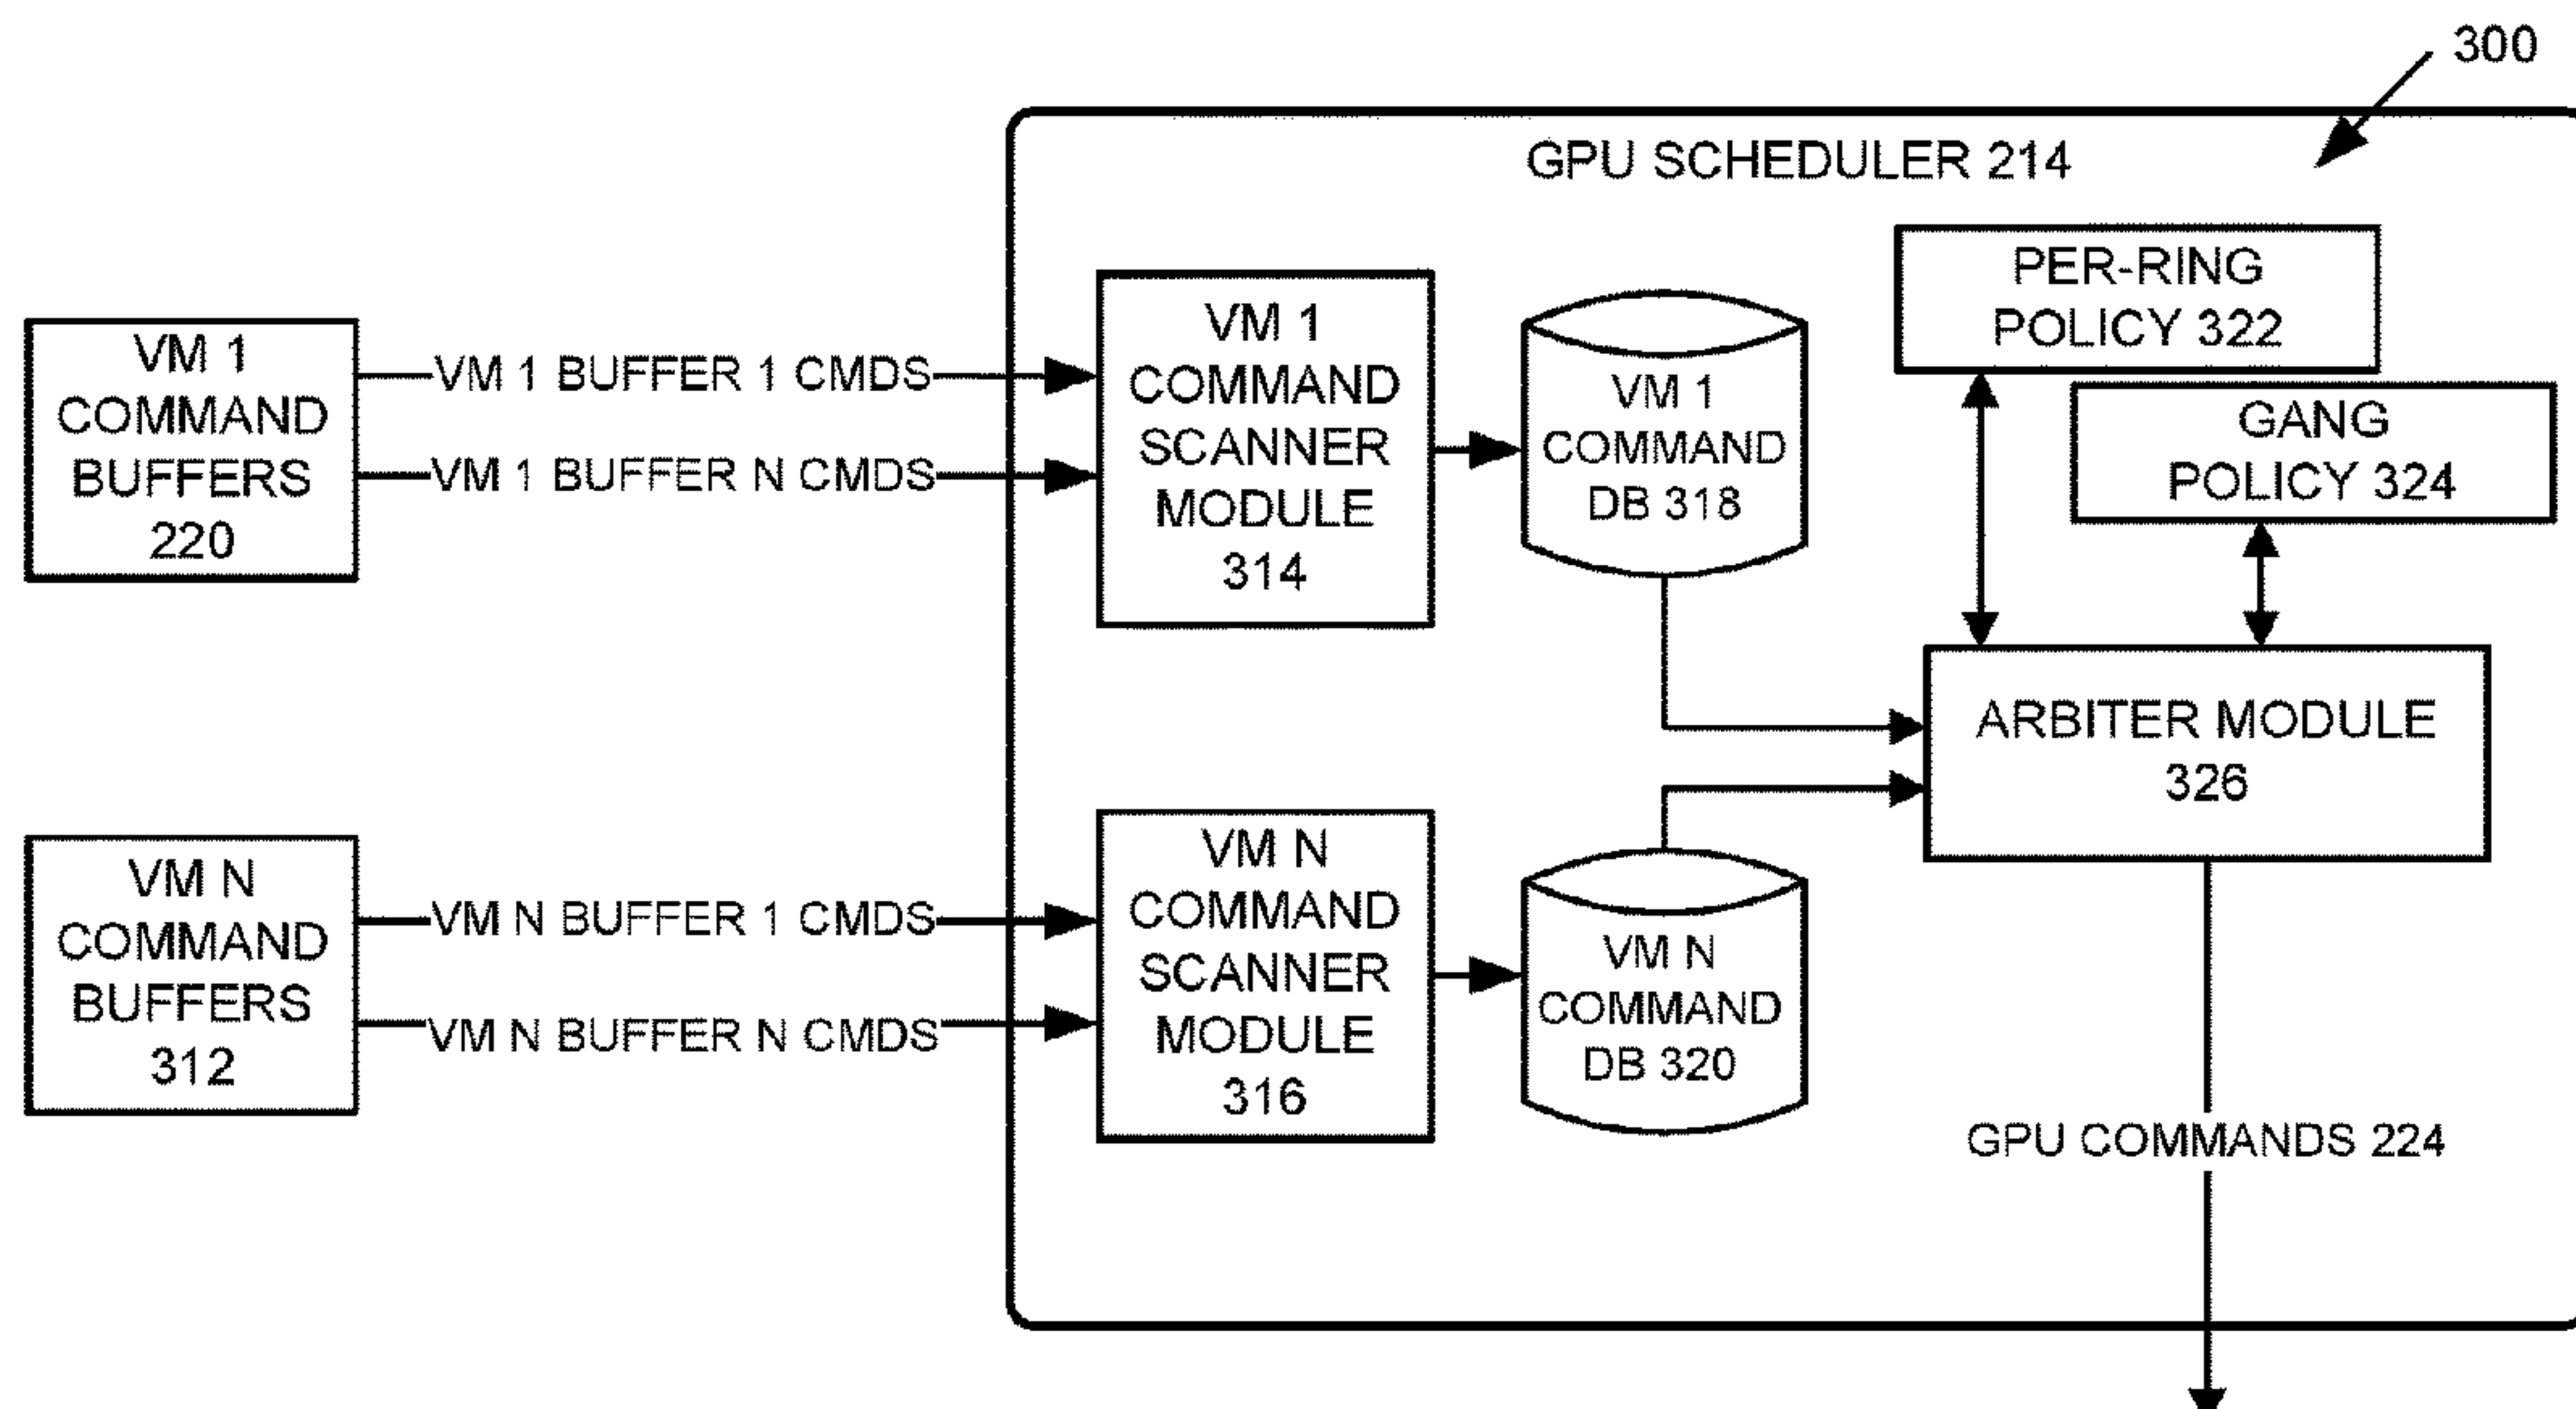 300
GPU SCHEDULER 214
PER-RING
POLICY 322
GANG
POLICY 324
VM 1
COMMAND
BUFFERS
220
VM 1 BUFFER 1 CMDS
VM 1 BUFFER N CMDS
VM 1
COMMAND
SCANNER
MODULE
314
VM 1
COMMAND
DB 318
ARBITER MODULE
326
VM N
COMMAND
BUFFERS
312
VM N BUFFER 1 CMDS
VM N BUFFER N CMDS
VM N
COMMAND
SCANNER
MODULE
316
VM N
COMMAND
DB 320
GPU COMMANDS 224